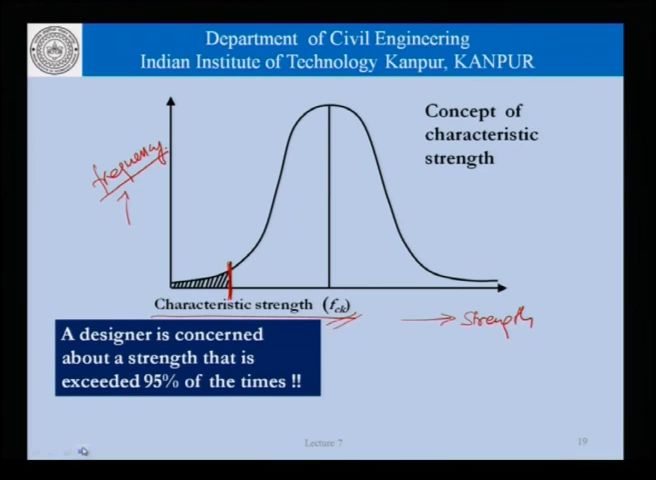 Department of Civil Engineering
Indian Institute of Technology Kanpur, KANPUR
Concept of
characteristic
strength
frequency
Characteristic strength (fck)
Strength
A designer is concerned
about a strength that is
exceeded 95% of the times !!
Lecture 7
19